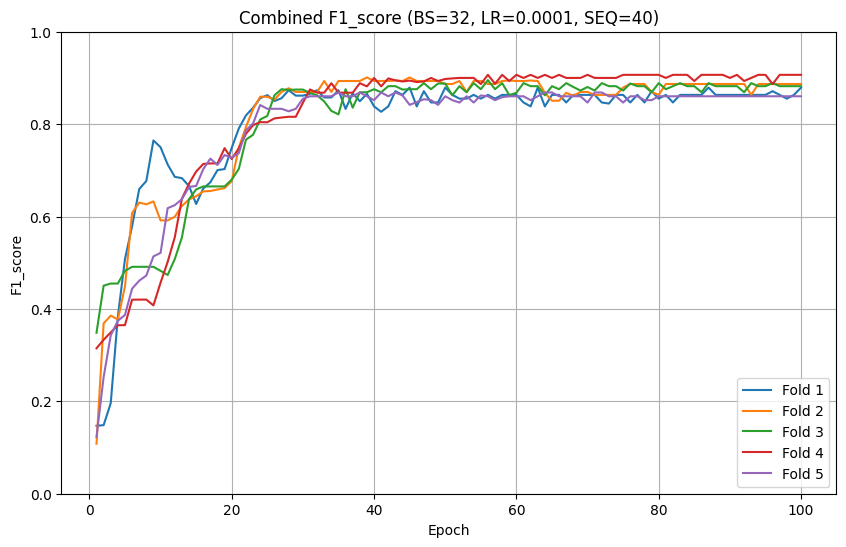 Combined F1_score (BS=32, LR=0.0001, SEQ=40)
1.0
0.8
0.6
0.4
0.2
0.0
F1_score
0 20 40 60 80 100
Epoch
Fold 1
Fold 2
Fold 3
Fold 4
Fold 5